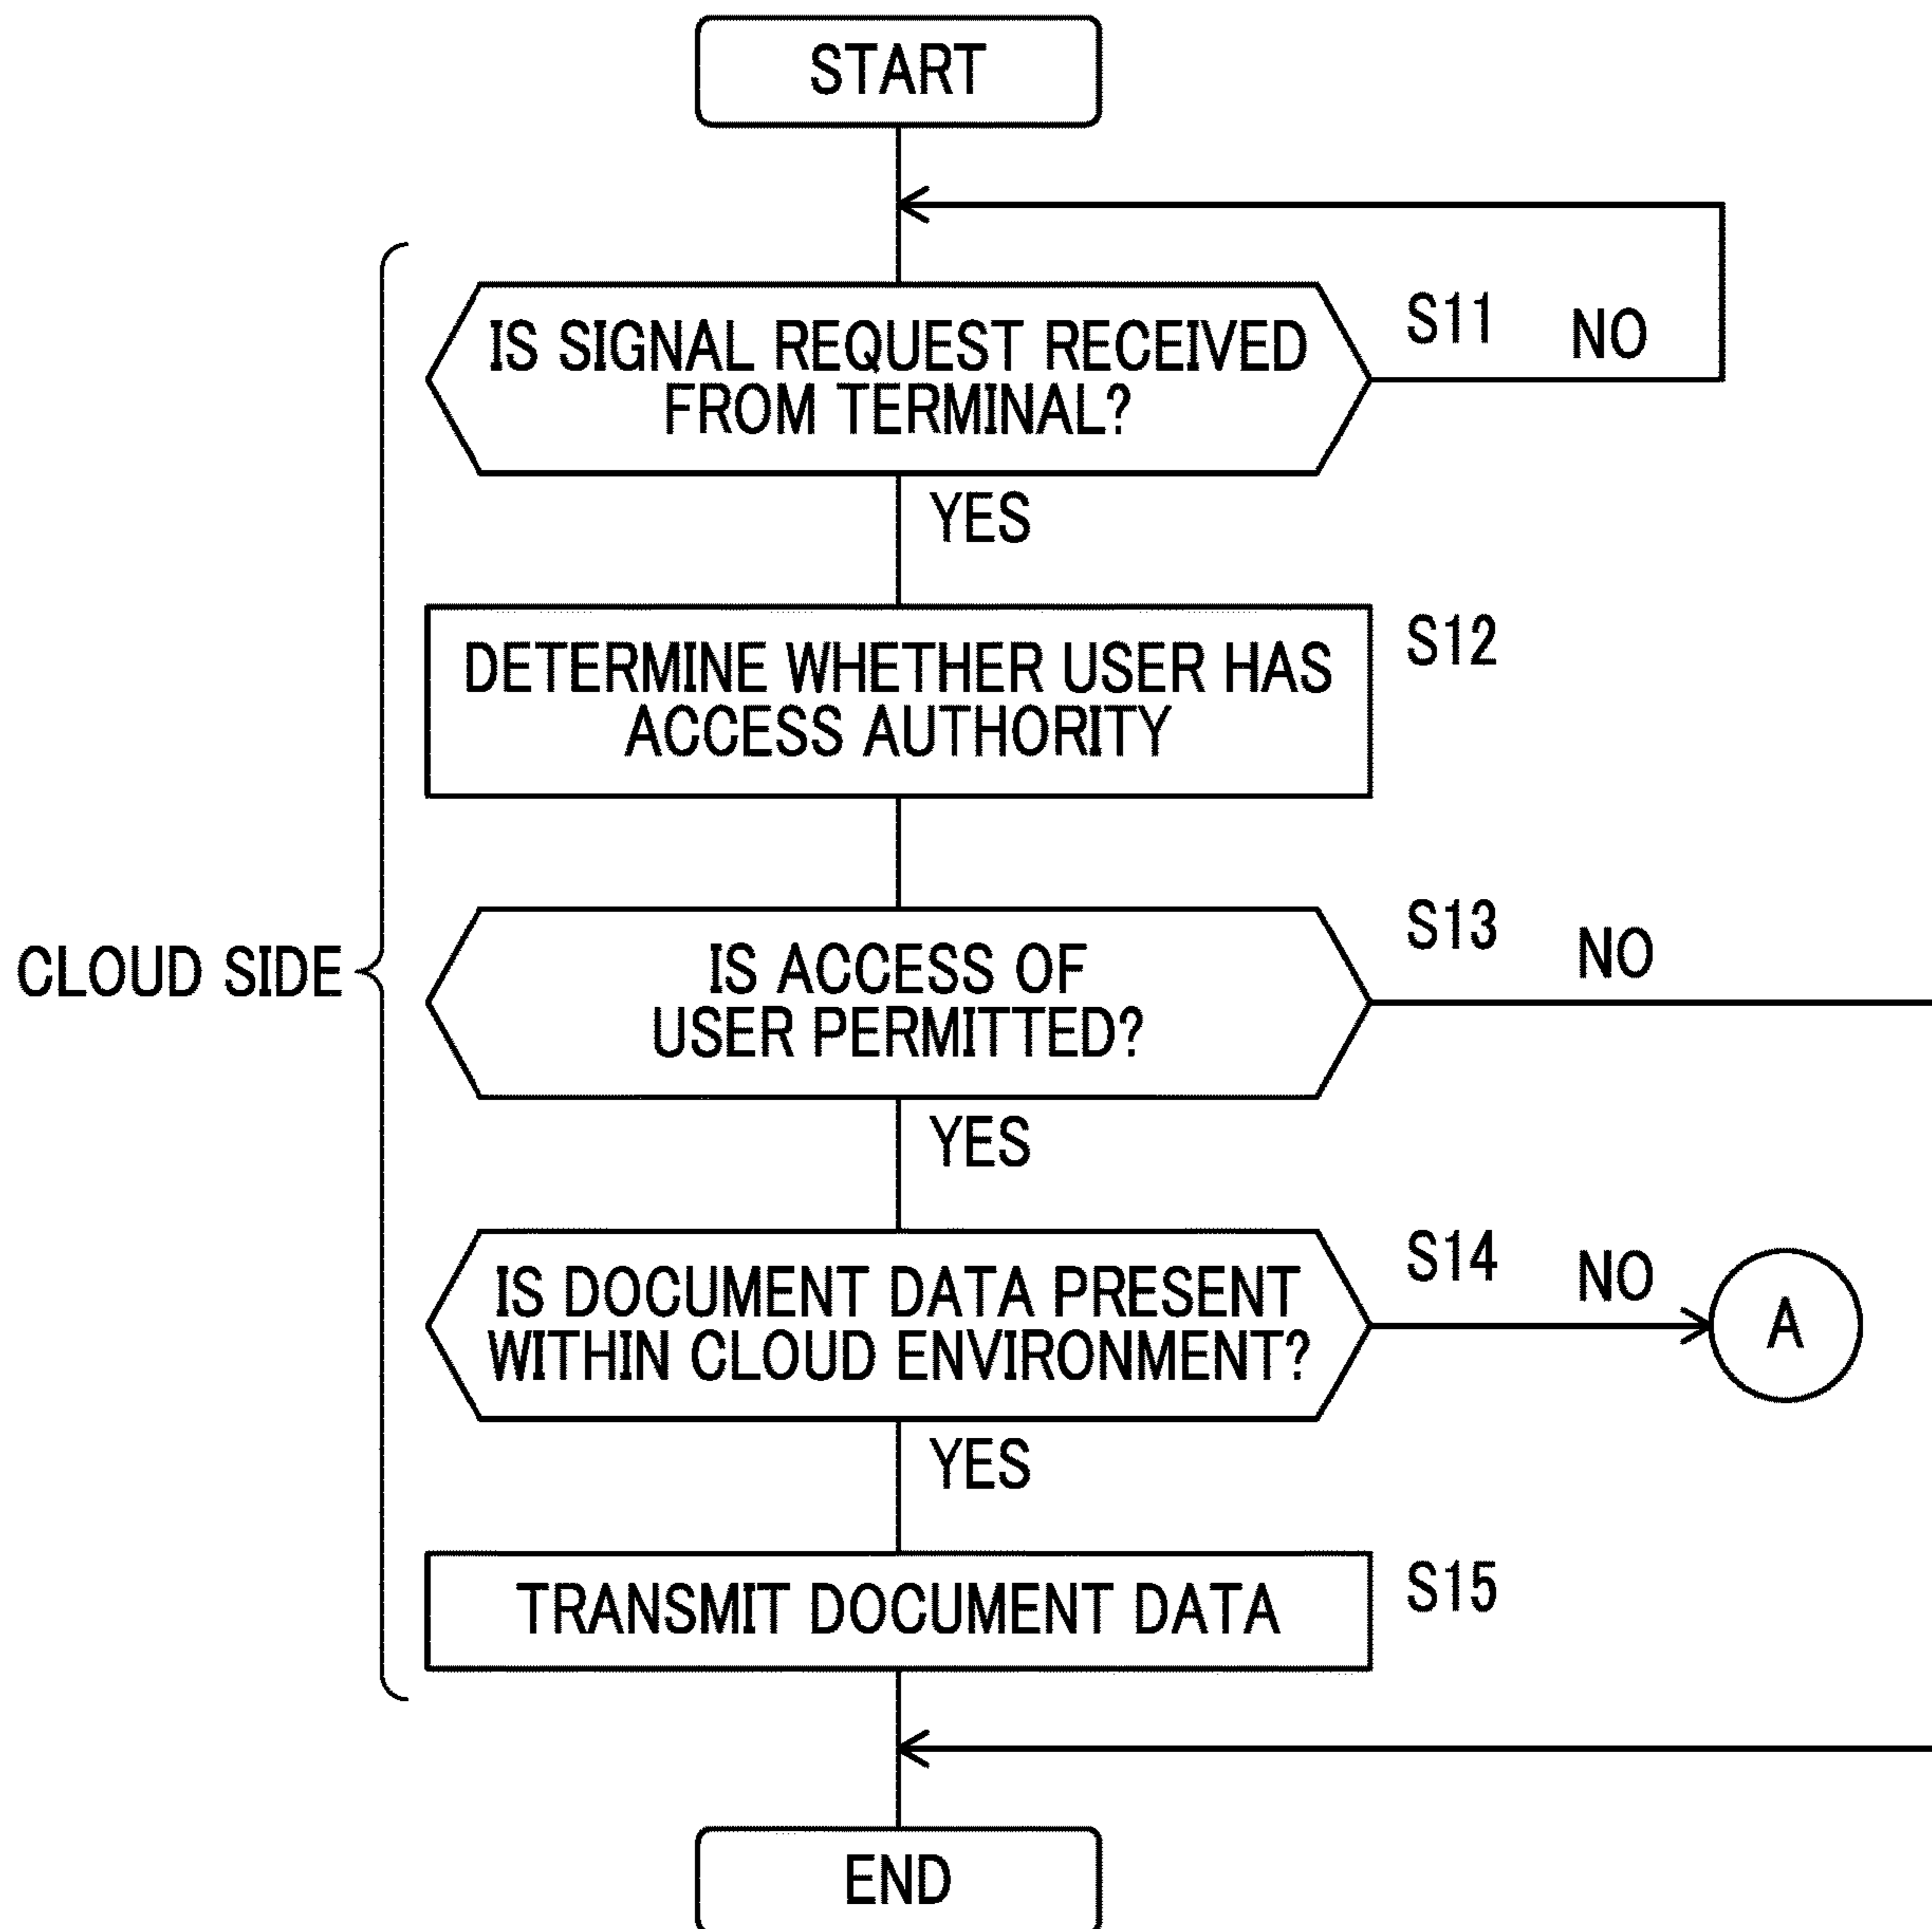 START
IS SIGNAL REQUEST RECEIVED
FROM TERMINAL?
S11
NO
YES
DETERMINE WHETHER USER HAS
ACCESS AUTHORITY
S12
CLOUD SIDE
IS ACCESS OF
USER PERMITTED?
S13
NO
YES
IS DOCUMENT DATA PRESENT
WITHIN CLOUD ENVIRONMENT?
S14
NO
A
YES
TRANSMIT DOCUMENT DATA
S15
END